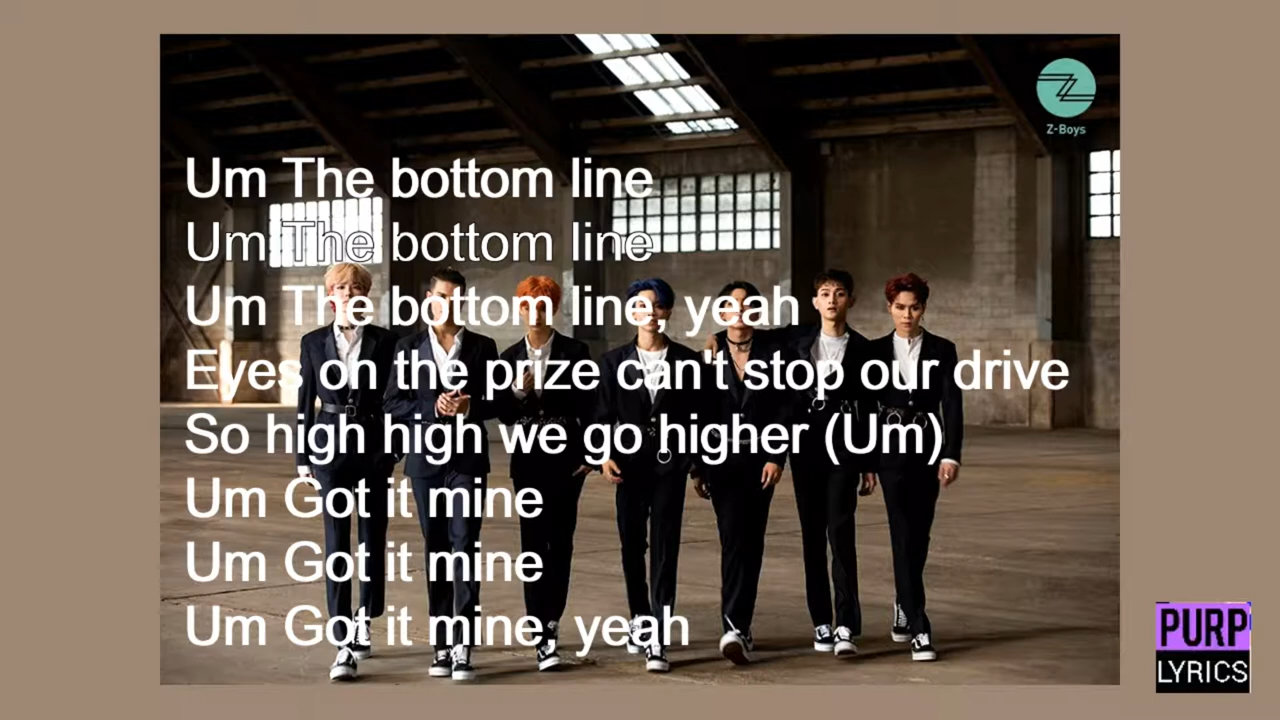 Z-Boys
Um The bottom line
Um The bottom line
Um The bottom line, yeah
Eyes on the prize can't stop our drive
So high high we go higher (Um)
Um Got it mine
Um Got it mine
Um Got it mine, yeah
PURP
LYRICS